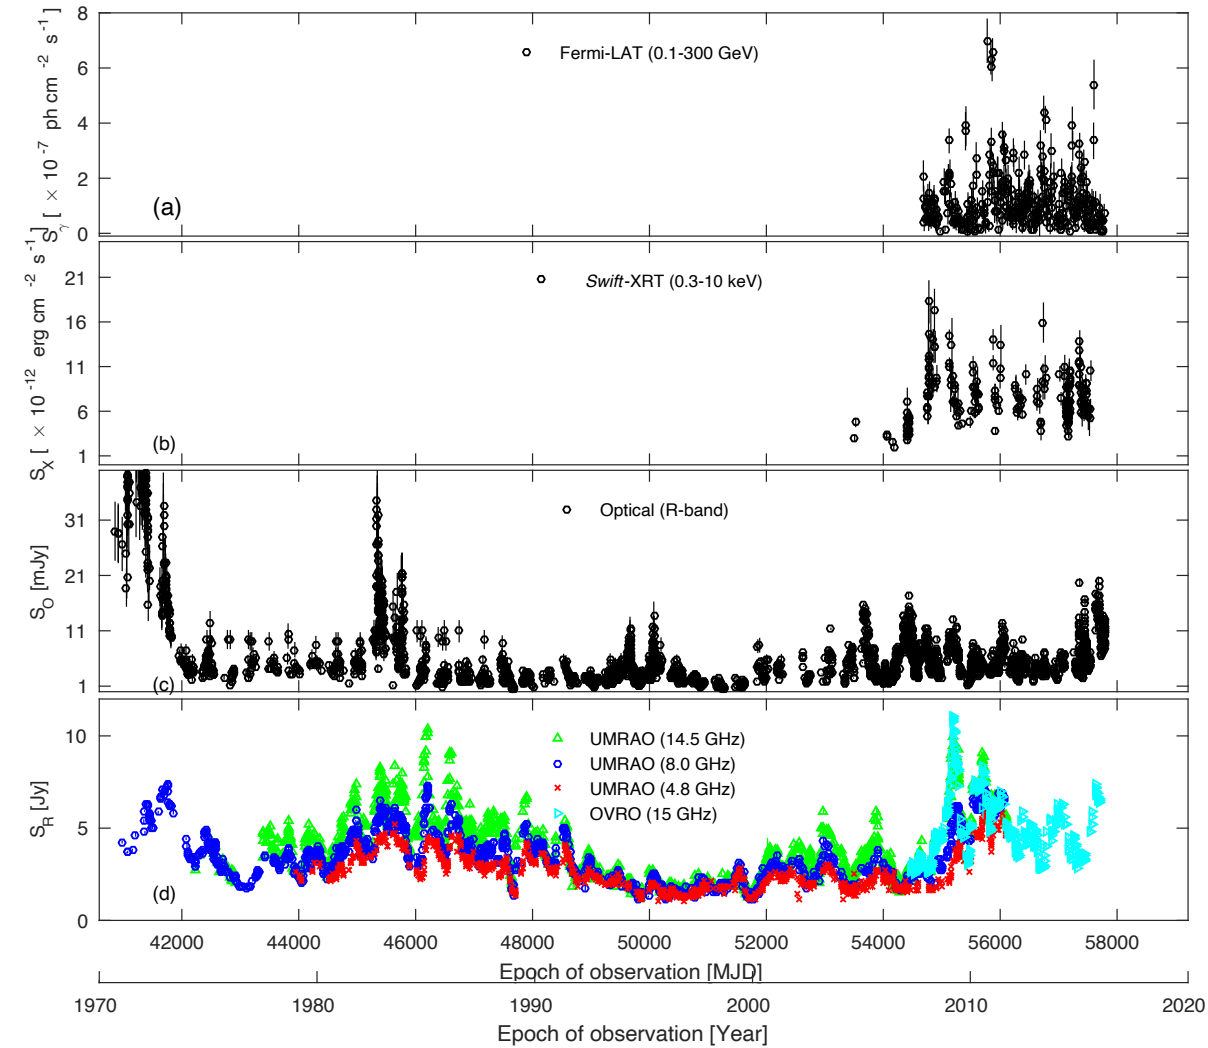 8
6
4
2
0
S_γ [ × 10^-7 ph cm^-2 s^-1 ]
Fermi-LAT (0.1-300 GeV)
(a)
21
16
11
6
1
S_X [ × 10^-12 erg cm^-2 s^-1 ]
Swift-XRT (0.3-10 keV)
(b)
31
21
11
1
S_O [mJy]
Optical (R-band)
(c)
10
5
0
S_R [Jy]
UMRAO (14.5 GHz)
UMRAO (8.0 GHz)
UMRAO (4.8 GHz)
OVRO (15 GHz)
(d)
42000 44000 46000 48000 50000 52000 54000 56000 58000
Epoch of observation [MJD]
1970 1980 1990 2000 2010 2020
Epoch of observation [Year]